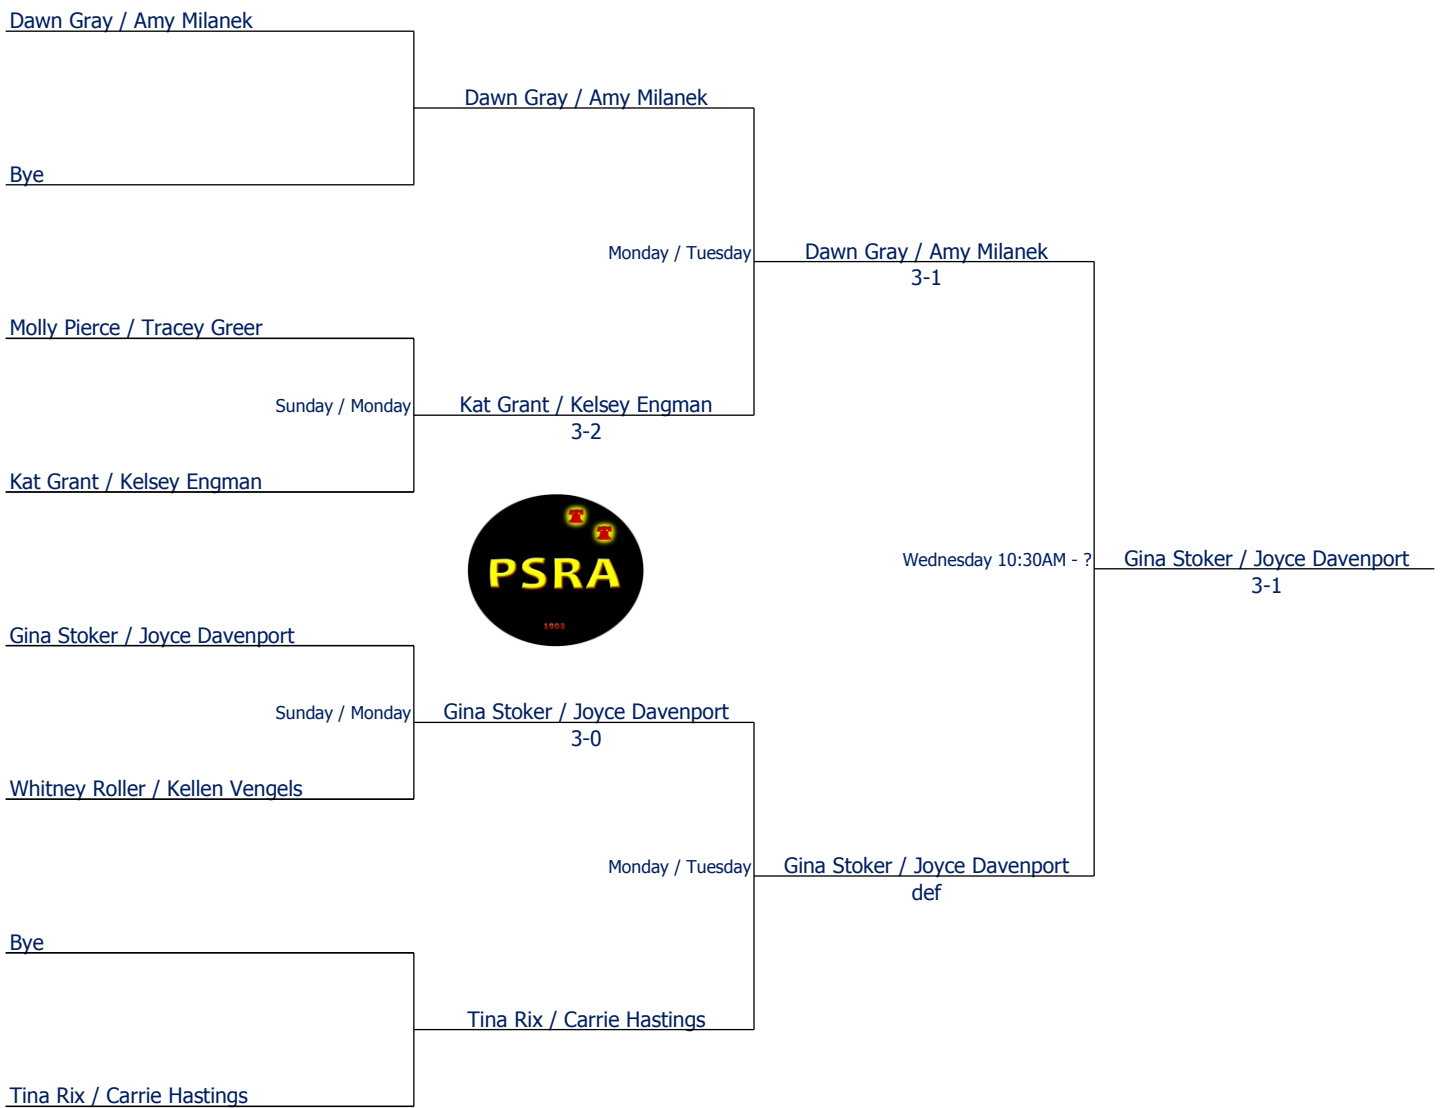 Dawn Gray / Amy Milanek
Dawn Gray / Amy Milanek
Bye
Monday / Tuesday
Dawn Gray / Amy Milanek
3-1
Molly Pierce / Tracey Greer
Sunday / Monday
Kat Grant / Kelsey Engman
3-2
Kat Grant / Kelsey Engman
PSRA
1903
Wednesday 10:30AM - ?
Gina Stoker / Joyce Davenport
3-1
Gina Stoker / Joyce Davenport
Sunday / Monday
Gina Stoker / Joyce Davenport
3-0
Whitney Roller / Kellen Vengels
Monday / Tuesday
Gina Stoker / Joyce Davenport
def
Bye
Tina Rix / Carrie Hastings
Tina Rix / Carrie Hastings